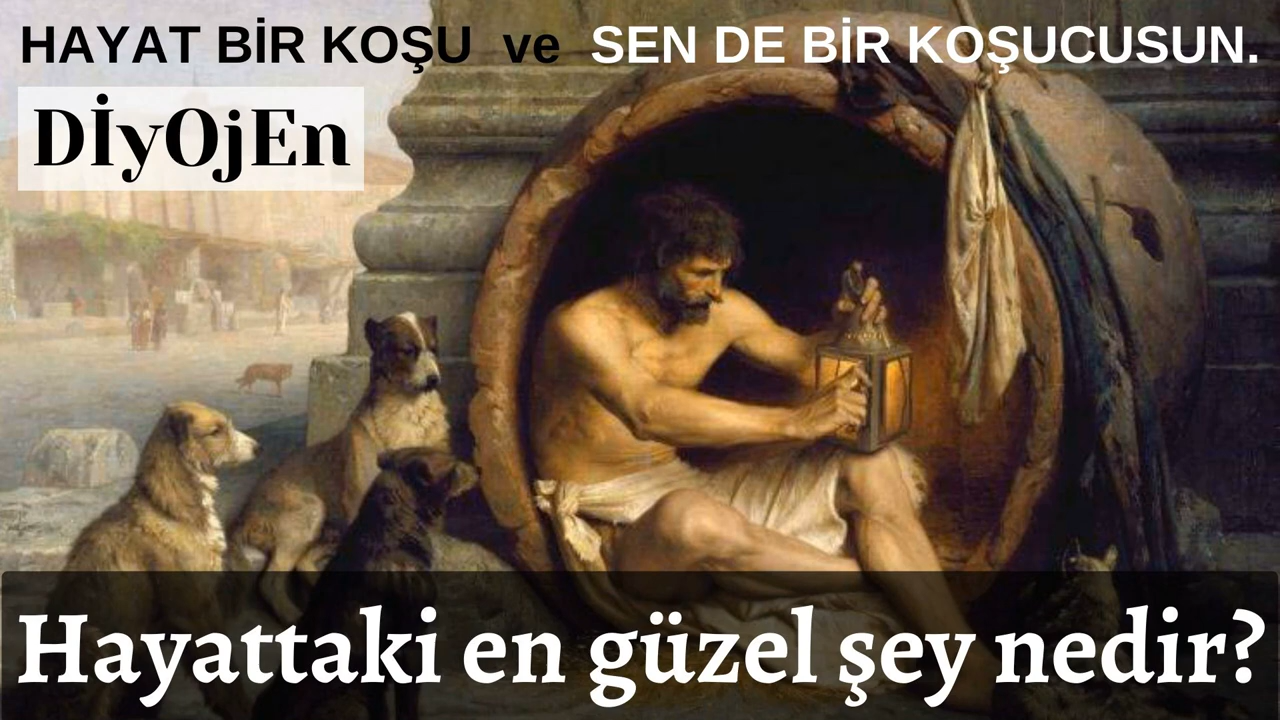 HAYAT BİR KOŞU ve SEN DE BİR KOŞUCUSUN.
DİyOjEn
Hayattaki en güzel şey nedir?